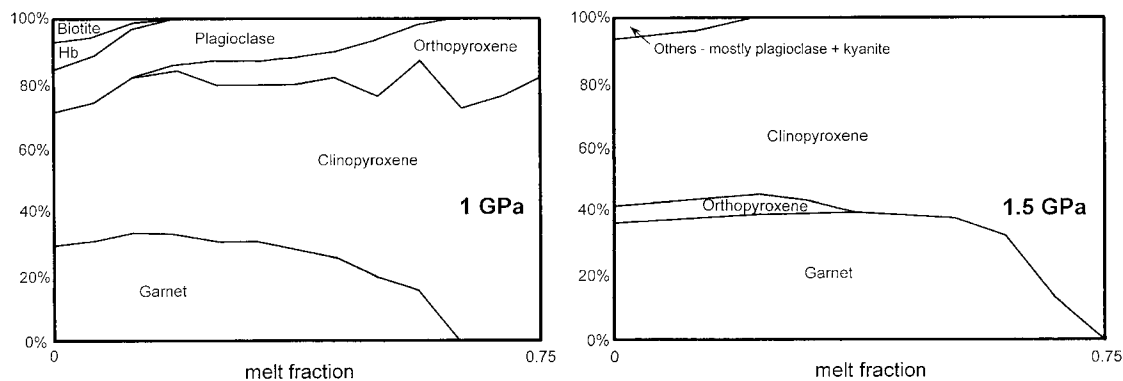 100%
80%
60%
40%
20%
0%
Biotite
Hb
Plagioclase
Orthopyroxene
Clinopyroxene
1 GPa
Garnet
0
0.75
melt fraction
100%
80%
60%
40%
20%
0%
Others - mostly plagioclase + kyanite
Clinopyroxene
Orthopyroxene
1.5 GPa
Garnet
0
0.75
melt fraction